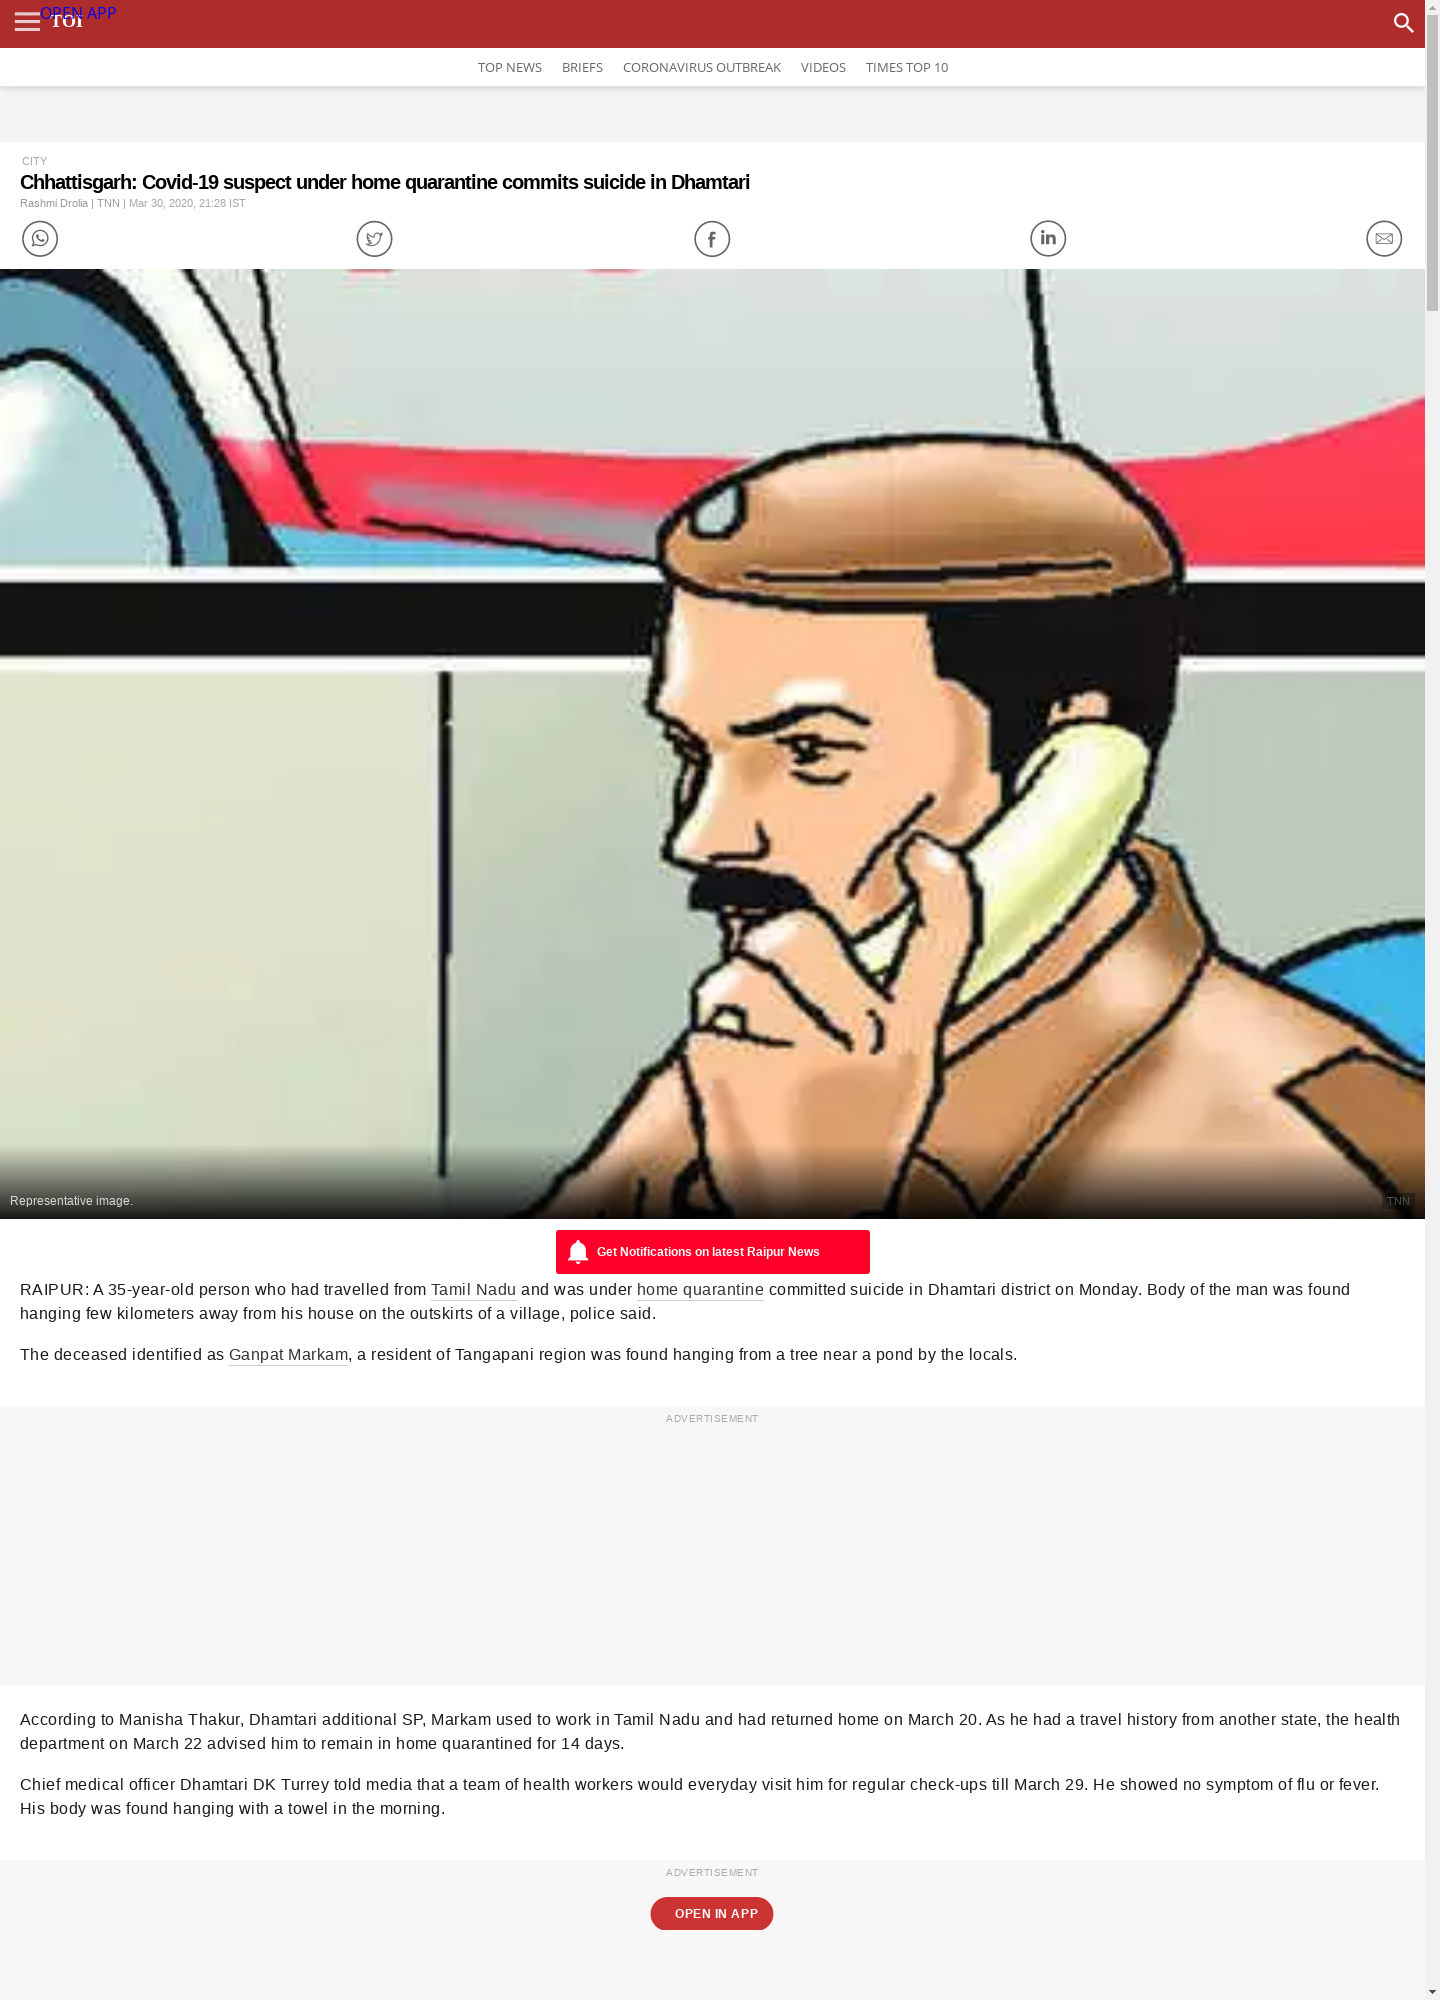 OPEN APP
TOI
TOP NEWS BRIEFS CORONAVIRUS OUTBREAK VIDEOS TIMES TOP 10
CITY
Chhattisgarh: Covid-19 suspect under home quarantine commits suicide in Dhamtari
Rashmi Drolia | TNN | Mar 30, 2020, 21:28 IST
Representative image.
TNN
Get Notifications on latest Raipur News
RAIPUR: A 35-year-old person who had travelled from Tamil Nadu and was under home quarantine committed suicide in Dhamtari district on Monday. Body of the man was found
hanging few kilometers away from his house on the outskirts of a village, police said.
The deceased identified as Ganpat Markam, a resident of Tangapani region was found hanging from a tree near a pond by the locals.
ADVERTISEMENT
According to Manisha Thakur, Dhamtari additional SP, Markam used to work in Tamil Nadu and had returned home on March 20. As he had a travel history from another state, the health
department on March 22 advised him to remain in home quarantined for 14 days.
Chief medical officer Dhamtari DK Turrey told media that a team of health workers would everyday visit him for regular check-ups till March 29. He showed no symptom of flu or fever.
His body was found hanging with a towel in the morning.
ADVERTISEMENT
OPEN IN APP